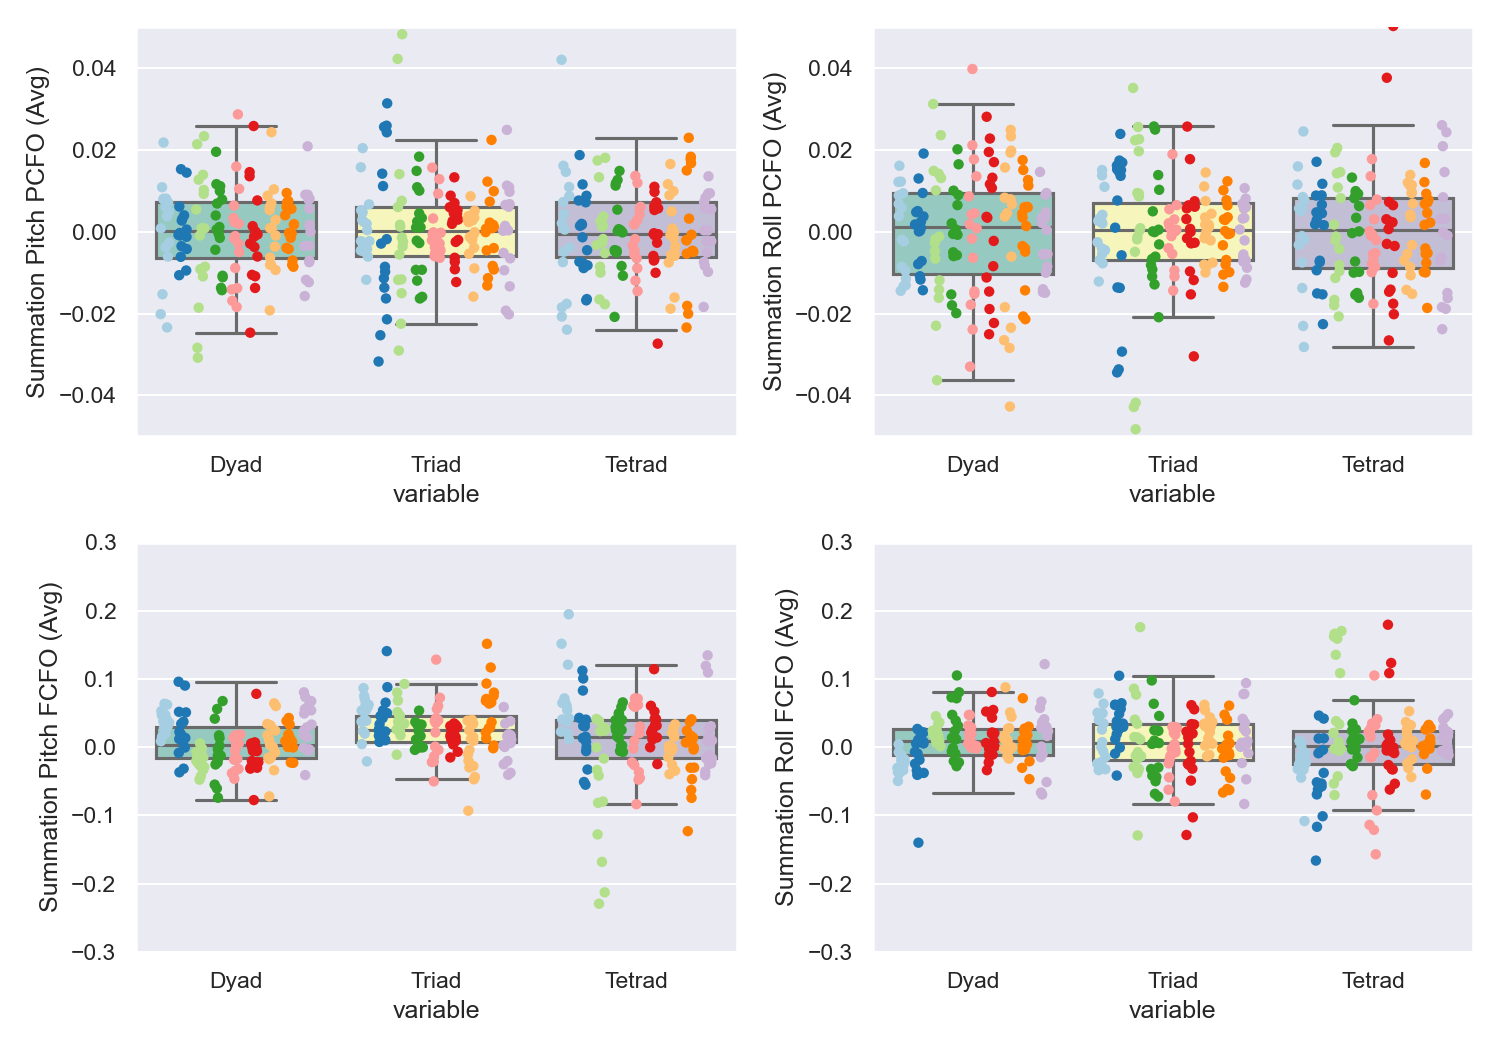 Summation Pitch PCFO (Avg)
0.04
0.02
0.00
−0.02
−0.04
Dyad Triad Tetrad
variable
Summation Roll PCFO (Avg)
0.04
0.02
0.00
−0.02
−0.04
Dyad Triad Tetrad
variable
Summation Pitch FCFO (Avg)
0.3
0.2
0.1
0.0
−0.1
−0.2
−0.3
Dyad Triad Tetrad
variable
Summation Roll FCFO (Avg)
0.3
0.2
0.1
0.0
−0.1
−0.2
−0.3
Dyad Triad Tetrad
variable